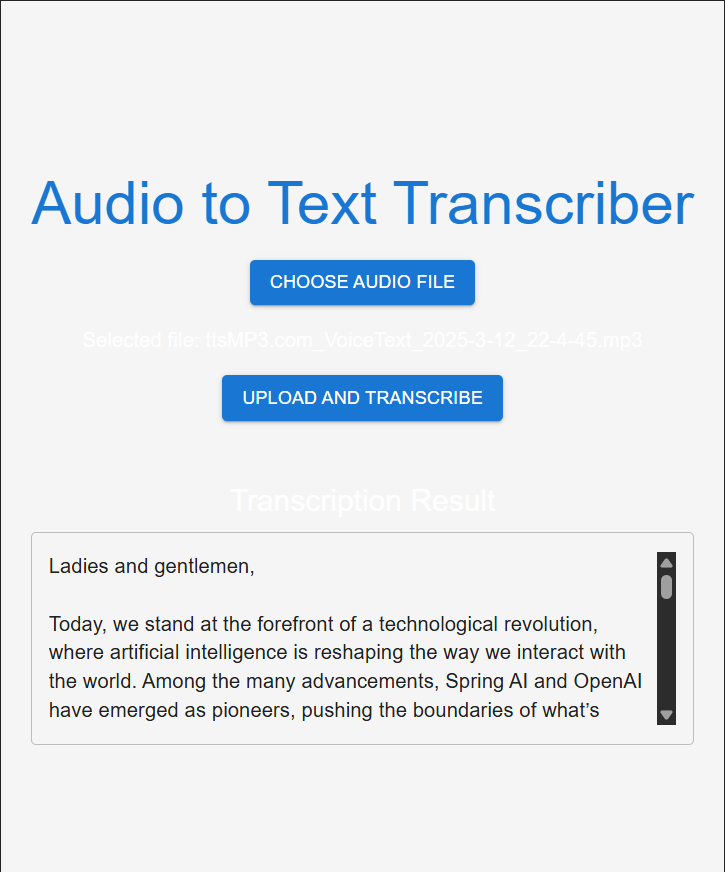 Audio to Text Transcriber
CHOOSE AUDIO FILE
Selected file: ttsMP3.com_VoiceText_2025-3-12_22-4-45.mp3
UPLOAD AND TRANSCRIBE
Transcription Result
Ladies and gentlemen,
Today, we stand at the forefront of a technological revolution,
where artificial intelligence is reshaping the way we interact with
the world. Among the many advancements, Spring AI and OpenAI
have emerged as pioneers, pushing the boundaries of what’s